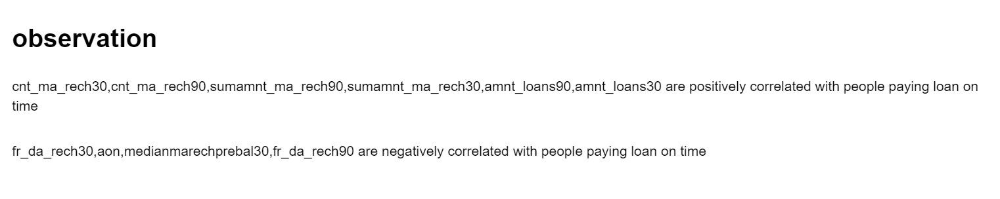 observation
cnt_ma_rech30,cnt_ma_rech90,sumamnt_ma_rech90,sumamnt_ma_rech30,amnt_loans90,amnt_loans30 are positively correlated with people paying loan on
time
fr_da_rech30,aon,medianmarechprebal30,fr_da_rech90 are negatively correlated with people paying loan on time